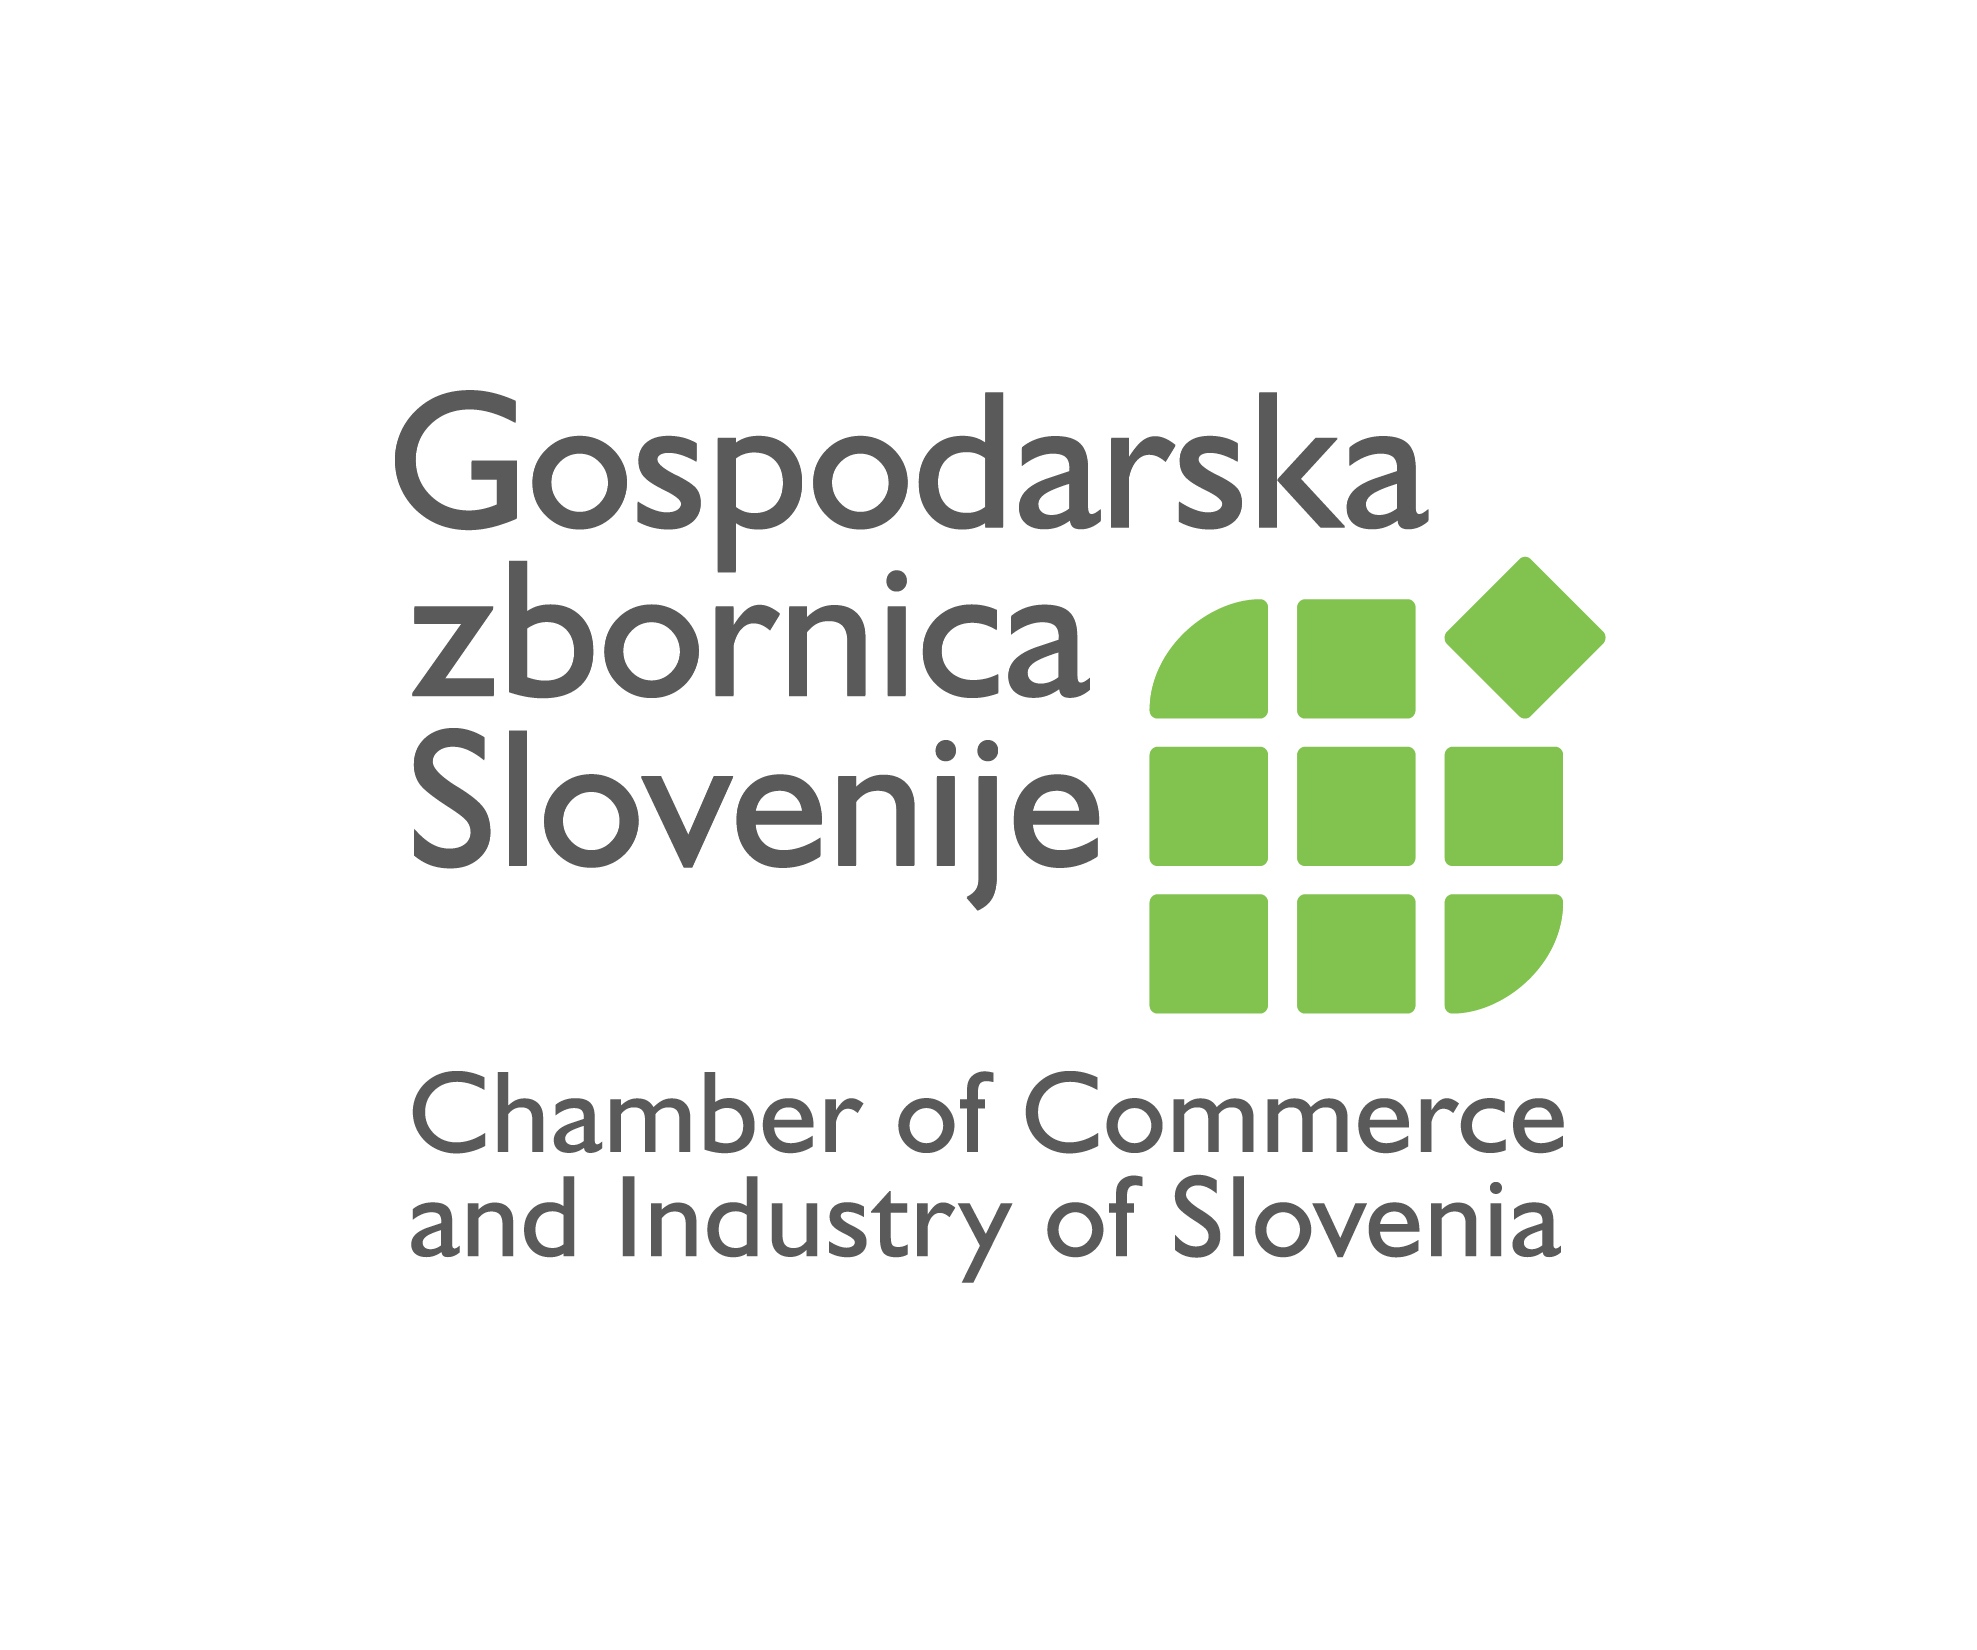 Gospodarska
zbornica
Slovenije
Chamber of Commerce
and Industry of Slovenia